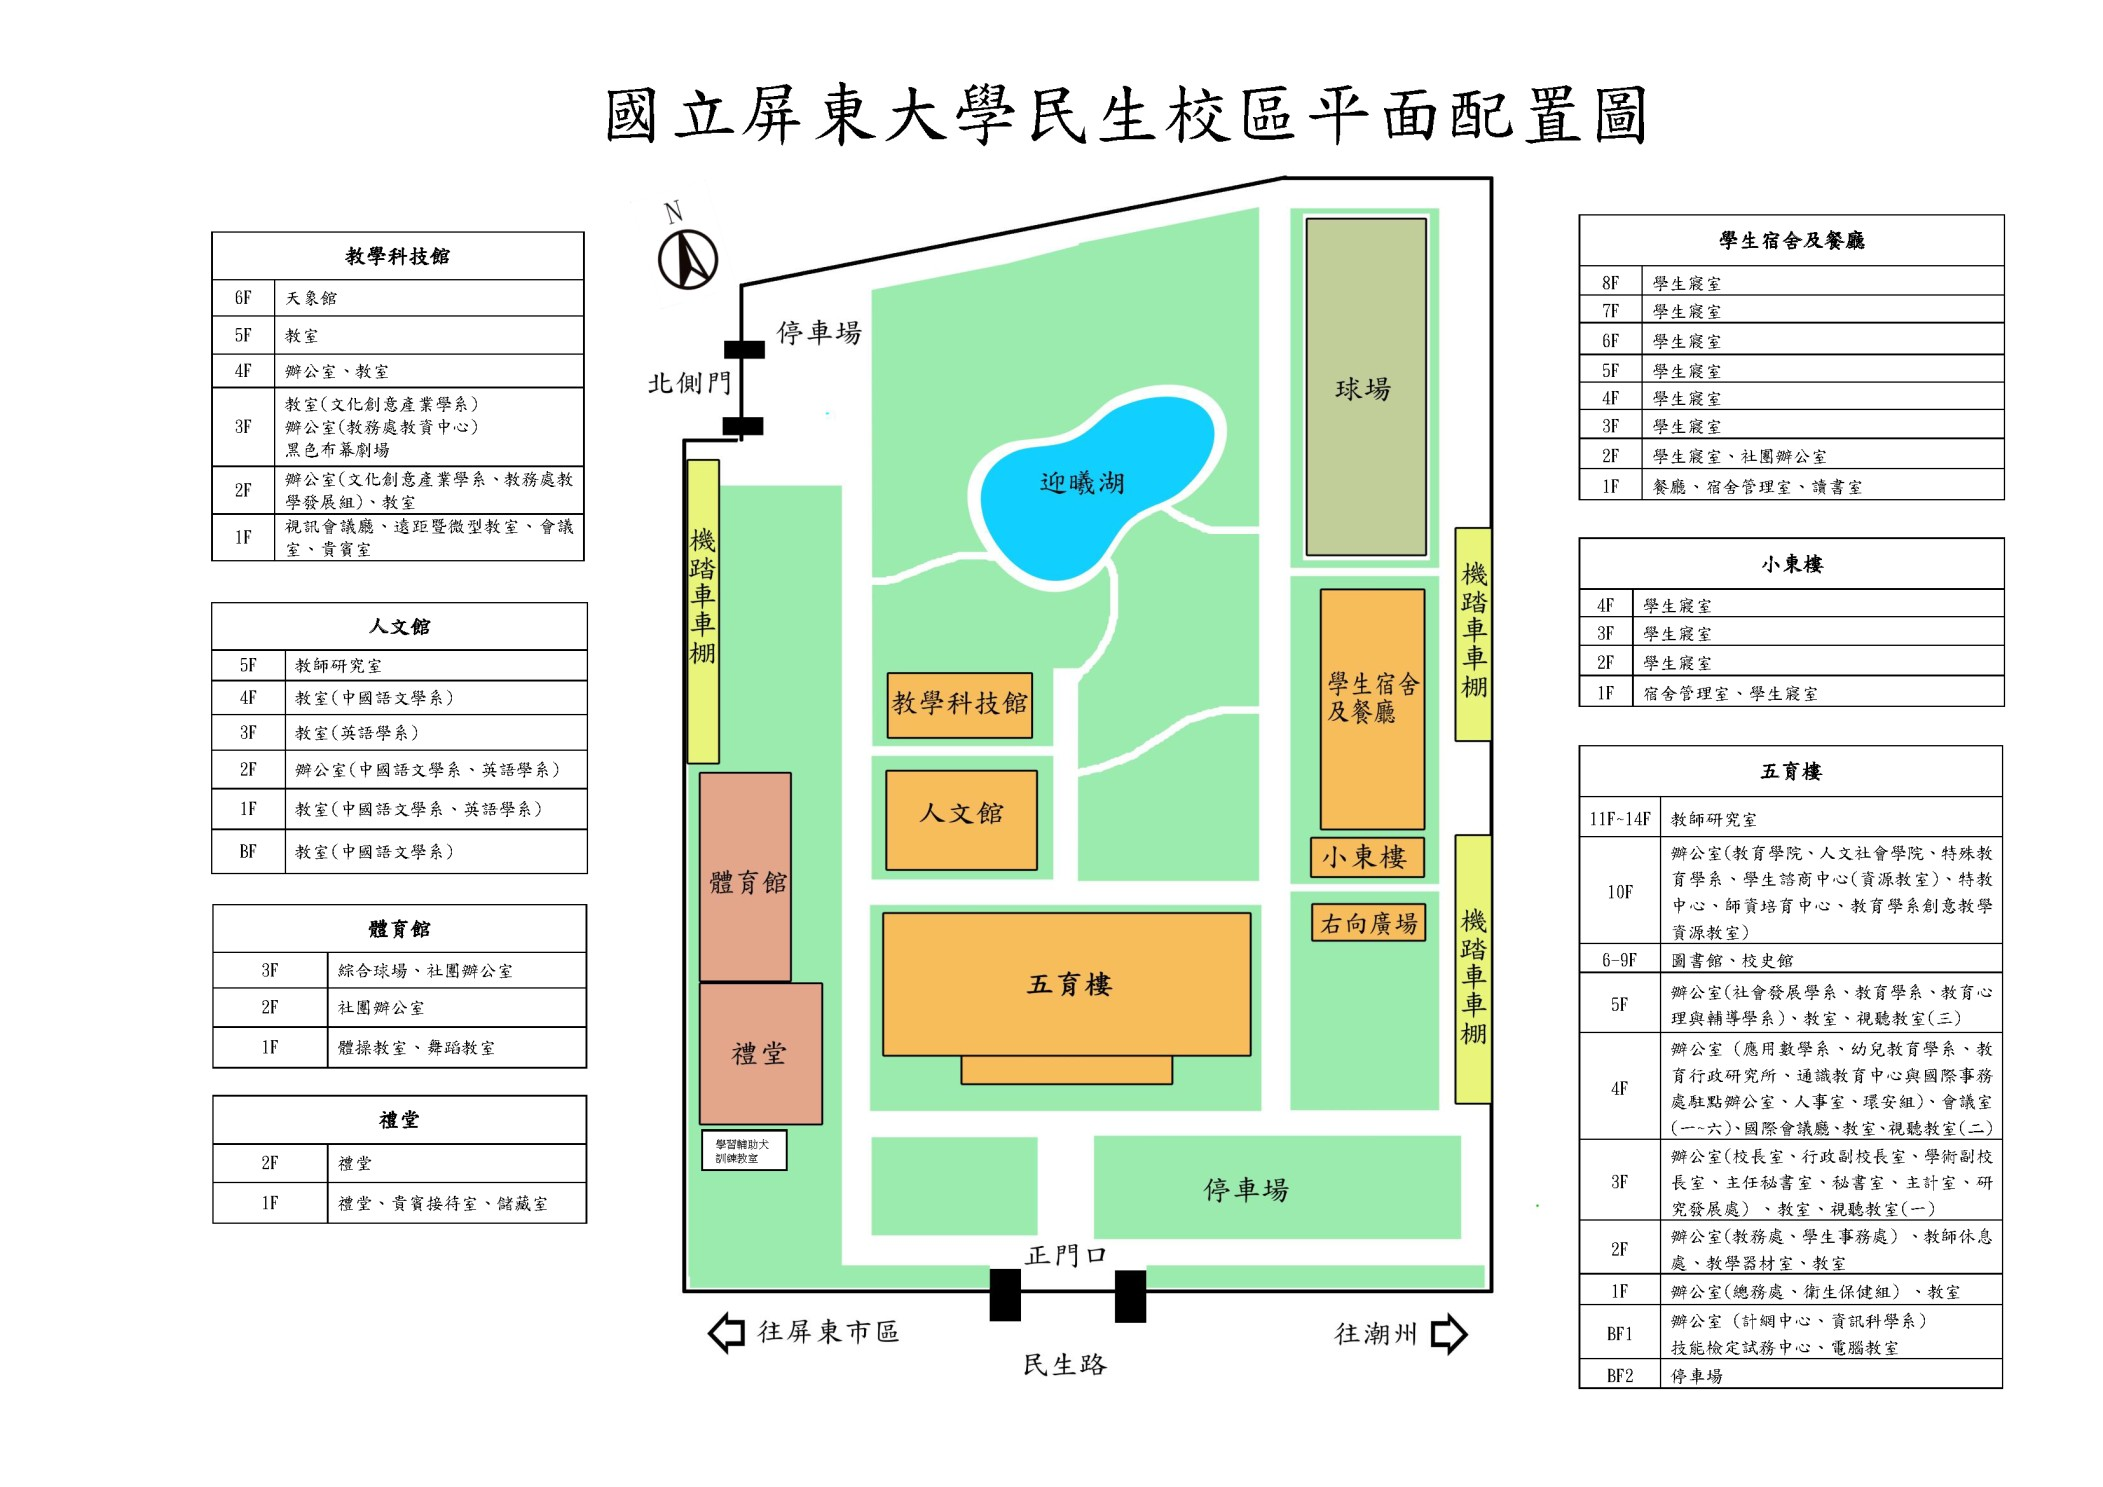 國立屏東大學民生校區平面配置圖
教學科技館
6F 天象館
5F 教室
4F 辦公室、教室
3F 教室(文化創意產業學系)
辦公室(教務處教資中心)
黑色布幕劇場
2F 辦公室(文化創意產業學系、教務處教
學發展組)、教室
1F 視訊會議廳、遠距暨微型教室、會議
室、貴賓室
人文館
5F 教師研究室
4F 教室(中國語文學系)
3F 教室(英語學系)
2F 辦公室(中國語文學系、英語學系)
1F 教室(中國語文學系、英語學系)
BF 教室(中國語文學系)
體育館
3F 綜合球場、社團辦公室
2F 社團辦公室
1F 體操教室、舞蹈教室
禮堂
2F 禮堂
1F 禮堂、貴賓接待室、儲藏室
N
停車場
北側門
球場
迎曦湖
機踏車車棚
機踏車車棚
教學科技館
學生宿舍
及餐廳
人文館
小東樓
體育館
右向廣場
機踏車車棚
五育樓
禮堂
學習輔助犬
訓練教室
停車場
正門口
往屏東市區
往潮州
民生路
學生宿舍及餐廳
8F 學生寢室
7F 學生寢室
6F 學生寢室
5F 學生寢室
4F 學生寢室
3F 學生寢室
2F 學生寢室、社團辦公室
1F 餐廳、宿舍管理室、讀書室
小東樓
4F 學生寢室
3F 學生寢室
2F 學生寢室
1F 宿舍管理室、學生寢室
五育樓
11F~14F 教師研究室
10F 辦公室(教育學院、人文社會學院、特殊教
育學系、學生諮商中心(資源教室)、特教
中心、師資培育中心、教育學系創意教學
資源教室)
6-9F 圖書館、校史館
5F 辦公室(社會發展學系、教育學系、教育心
理與輔導學系)、教室、視聽教室(三)
4F 辦公室（應用數學系、幼兒教育學系、教
育行政研究所、通識教育中心與國際事務
處駐點辦公室、人事室、環安組)、會議室
(一~六)、國際會議廳、教室、視聽教室(二)
3F 辦公室(校長室、行政副校長室、學術副校
長室、主任秘書室、秘書室、主計室、研
究發展處）、教室、視聽教室(一)
2F 辦公室(教務處、學生事務處）、教師休息
處、教學器材室、教室
1F 辦公室(總務處、衛生保健組）、教室
BF1 辦公室（計網中心、資訊科學系）
技能檢定試務中心、電腦教室
BF2 停車場